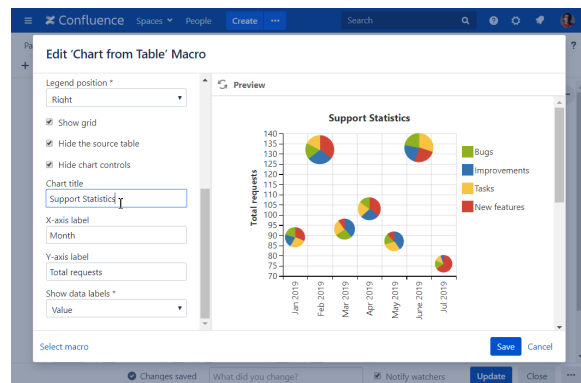 Confluence Spaces People Create ••• Search
Pa
Edit 'Chart from Table' Macro
Legend position *
Right
Show grid
Hide the source table
Hide chart controls
Chart title
Support Statistics
X-axis label
Month
Y-axis label
Total requests
Show data labels *
Value
Preview
Support Statistics
Total requests
140
135
130
125
120
115
110
105
100
95
90
85
80
75
70
Jan 2019
Feb 2019
Mar 2019
Apr 2019
May 2019
June 2019
Jul 2019
Bugs
Improvements
Tasks
New features
Select macro
Save Cancel
Changes saved What did you change? Notify watchers Update Close •••